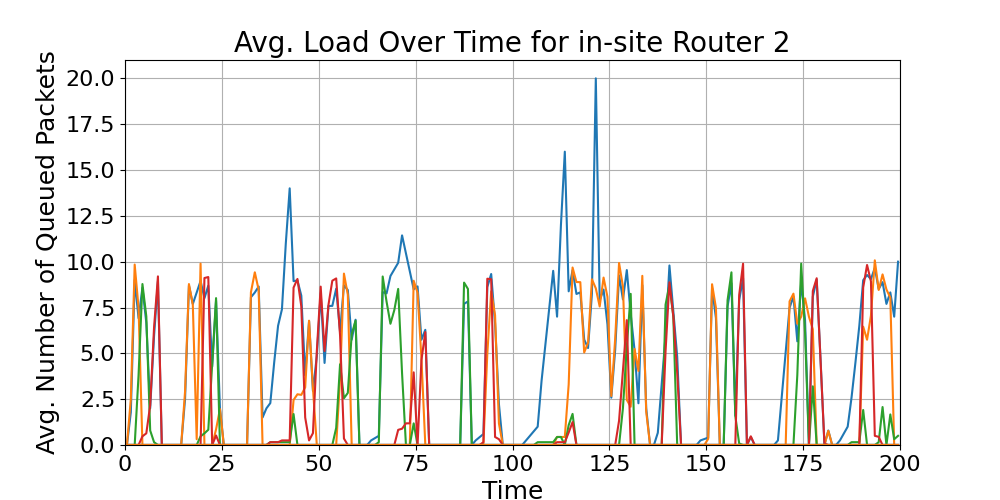 Avg. Load Over Time for in-site Router 2
Avg. Number of Queued Packets
20.0
17.5
15.0
12.5
10.0
7.5
5.0
2.5
0.0
0 25 50 75 100 125 150 175 200
Time